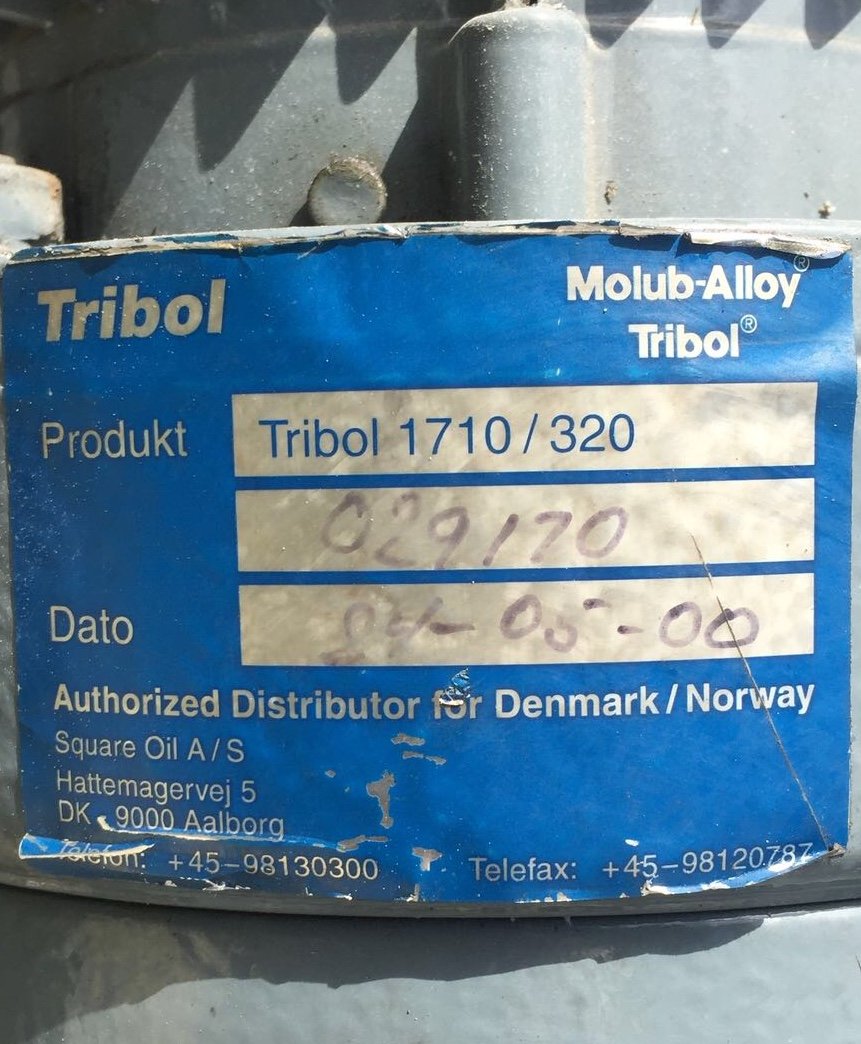 Tribol
Molub-Alloy®
Tribol®
Produkt Tribol 1710 / 320
029170
Dato 24-05-00
Authorized Distributor for Denmark / Norway
Square Oil A / S
Hattemagervej 5
DK - 9000 Aalborg
Telefon: +45-98130300 Telefax: +45-98120787